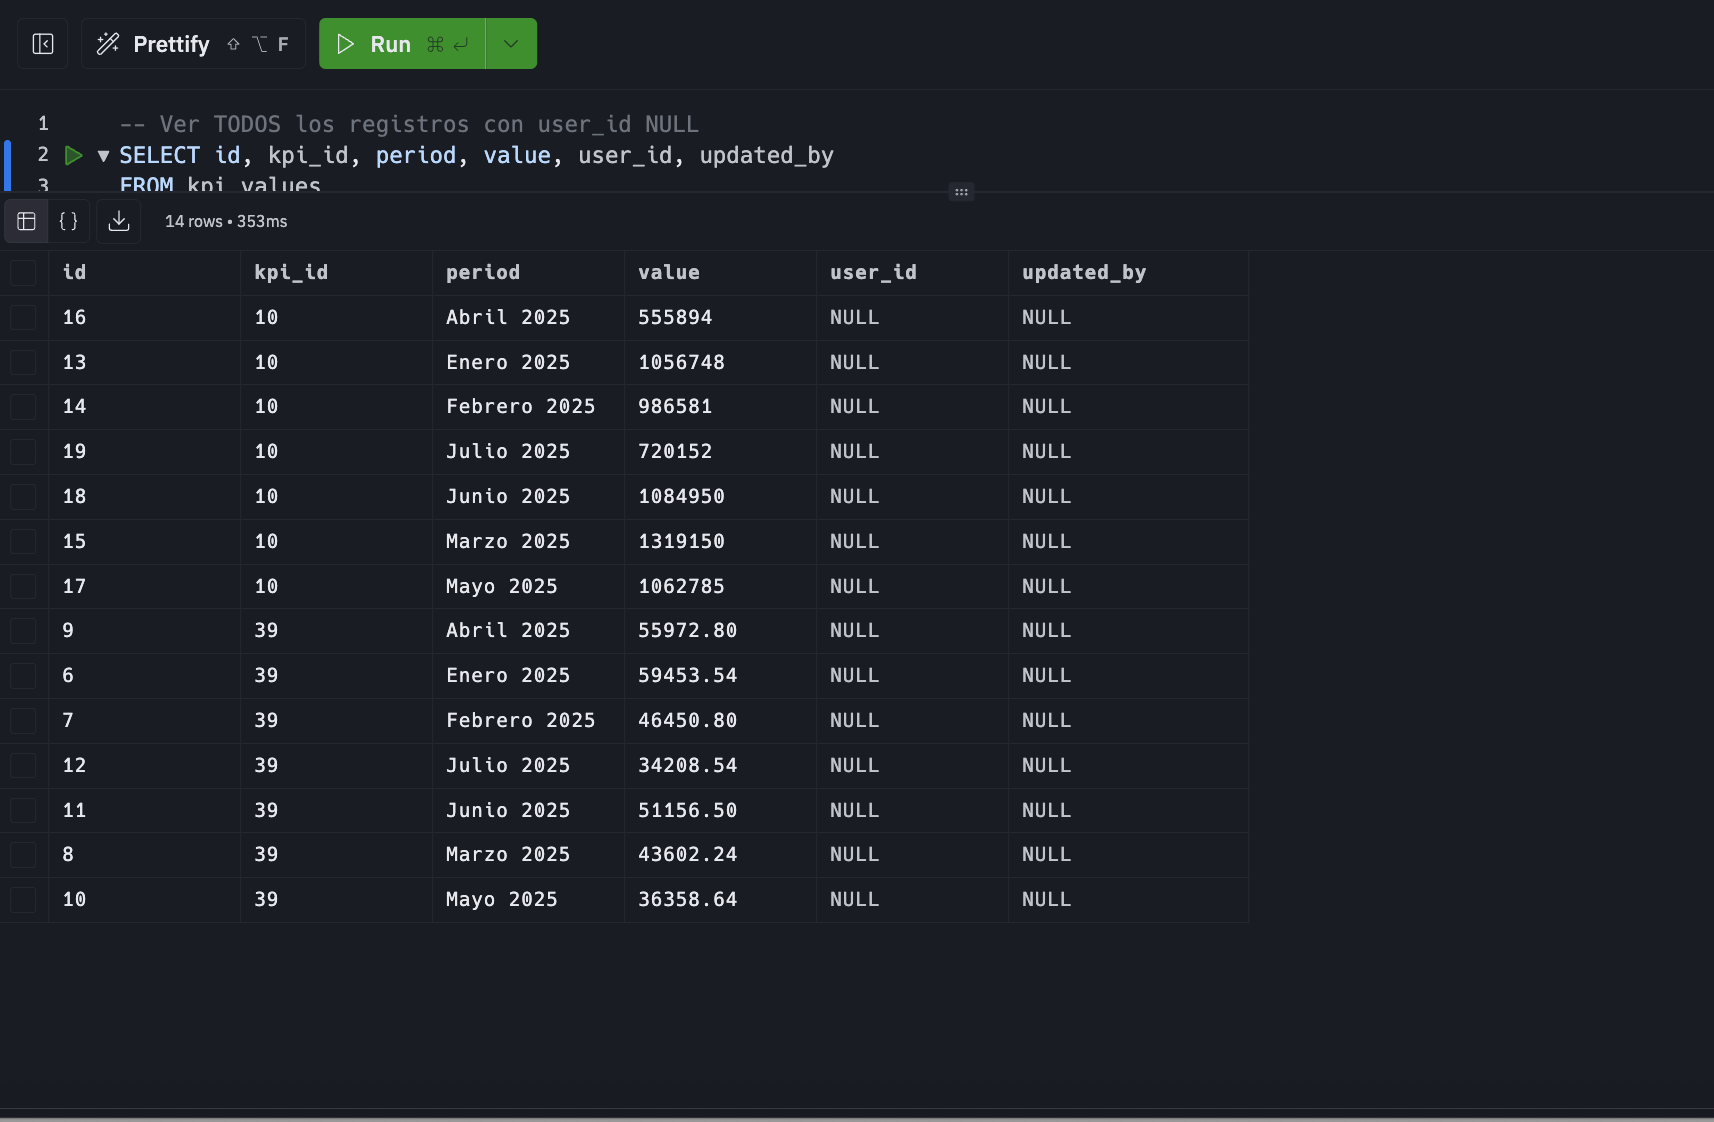 Prettify ⇧ ⌥ F Run ⌘ ↵
1 -- Ver TODOS los registros con user_id NULL
2 SELECT id, kpi_id, period, value, user_id, updated_by
3 FROM kpi_values
{ } 14 rows • 353ms
id kpi_id period value user_id updated_by
16 10 Abril 2025 555894 NULL NULL
13 10 Enero 2025 1056748 NULL NULL
14 10 Febrero 2025 986581 NULL NULL
19 10 Julio 2025 720152 NULL NULL
18 10 Junio 2025 1084950 NULL NULL
15 10 Marzo 2025 1319150 NULL NULL
17 10 Mayo 2025 1062785 NULL NULL
9 39 Abril 2025 55972.80 NULL NULL
6 39 Enero 2025 59453.54 NULL NULL
7 39 Febrero 2025 46450.80 NULL NULL
12 39 Julio 2025 34208.54 NULL NULL
11 39 Junio 2025 51156.50 NULL NULL
8 39 Marzo 2025 43602.24 NULL NULL
10 39 Mayo 2025 36358.64 NULL NULL